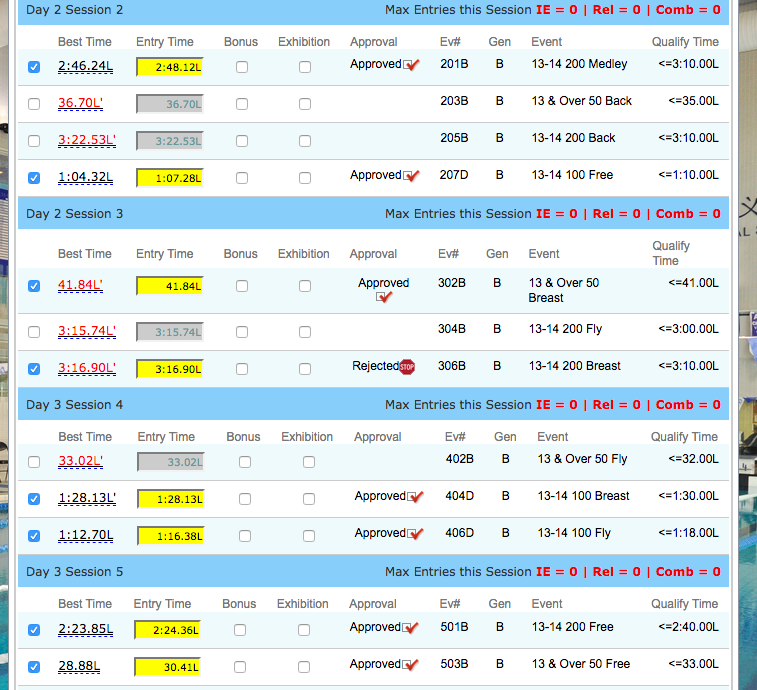 Day 2 Session 2 Max Entries this Session IE = 0 | Rel = 0 | Comb = 0
Best Time Entry Time Bonus Exhibition Approval Ev# Gen Event Qualify Time
2:46.24L 2:48.12L Approved 201B B 13-14 200 Medley <=3:10.00L
36.70L' 36.70L 203B B 13 & Over 50 Back <=35.00L
3:22.53L' 3:22.53L 205B B 13-14 200 Back <=3:10.00L
1:04.32L 1:07.28L Approved 207D B 13-14 100 Free <=1:10.00L
Day 2 Session 3 Max Entries this Session IE = 0 | Rel = 0 | Comb = 0
Best Time Entry Time Bonus Exhibition Approval Ev# Gen Event Qualify
Time
41.84L' 41.84L Approved 302B B 13 & Over 50 <=41.00L
Breast
3:15.74L' 3:15.74L 304B B 13-14 200 Fly <=3:00.00L
3:16.90L' 3:16.90L Rejected STOP 306B B 13-14 200 Breast <=3:10.00L
Day 3 Session 4 Max Entries this Session IE = 0 | Rel = 0 | Comb = 0
Best Time Entry Time Bonus Exhibition Approval Ev# Gen Event Qualify Time
33.02L' 33.02L 402B B 13 & Over 50 Fly <=32.00L
1:28.13L' 1:28.13L Approved 404D B 13-14 100 Breast <=1:30.00L
1:12.70L 1:16.38L Approved 406D B 13-14 100 Fly <=1:18.00L
Day 3 Session 5 Max Entries this Session IE = 0 | Rel = 0 | Comb = 0
Best Time Entry Time Bonus Exhibition Approval Ev# Gen Event Qualify Time
2:23.85L 2:24.36L Approved 501B B 13-14 200 Free <=2:40.00L
28.88L 30.41L Approved 503B B 13 & Over 50 Free <=33.00L